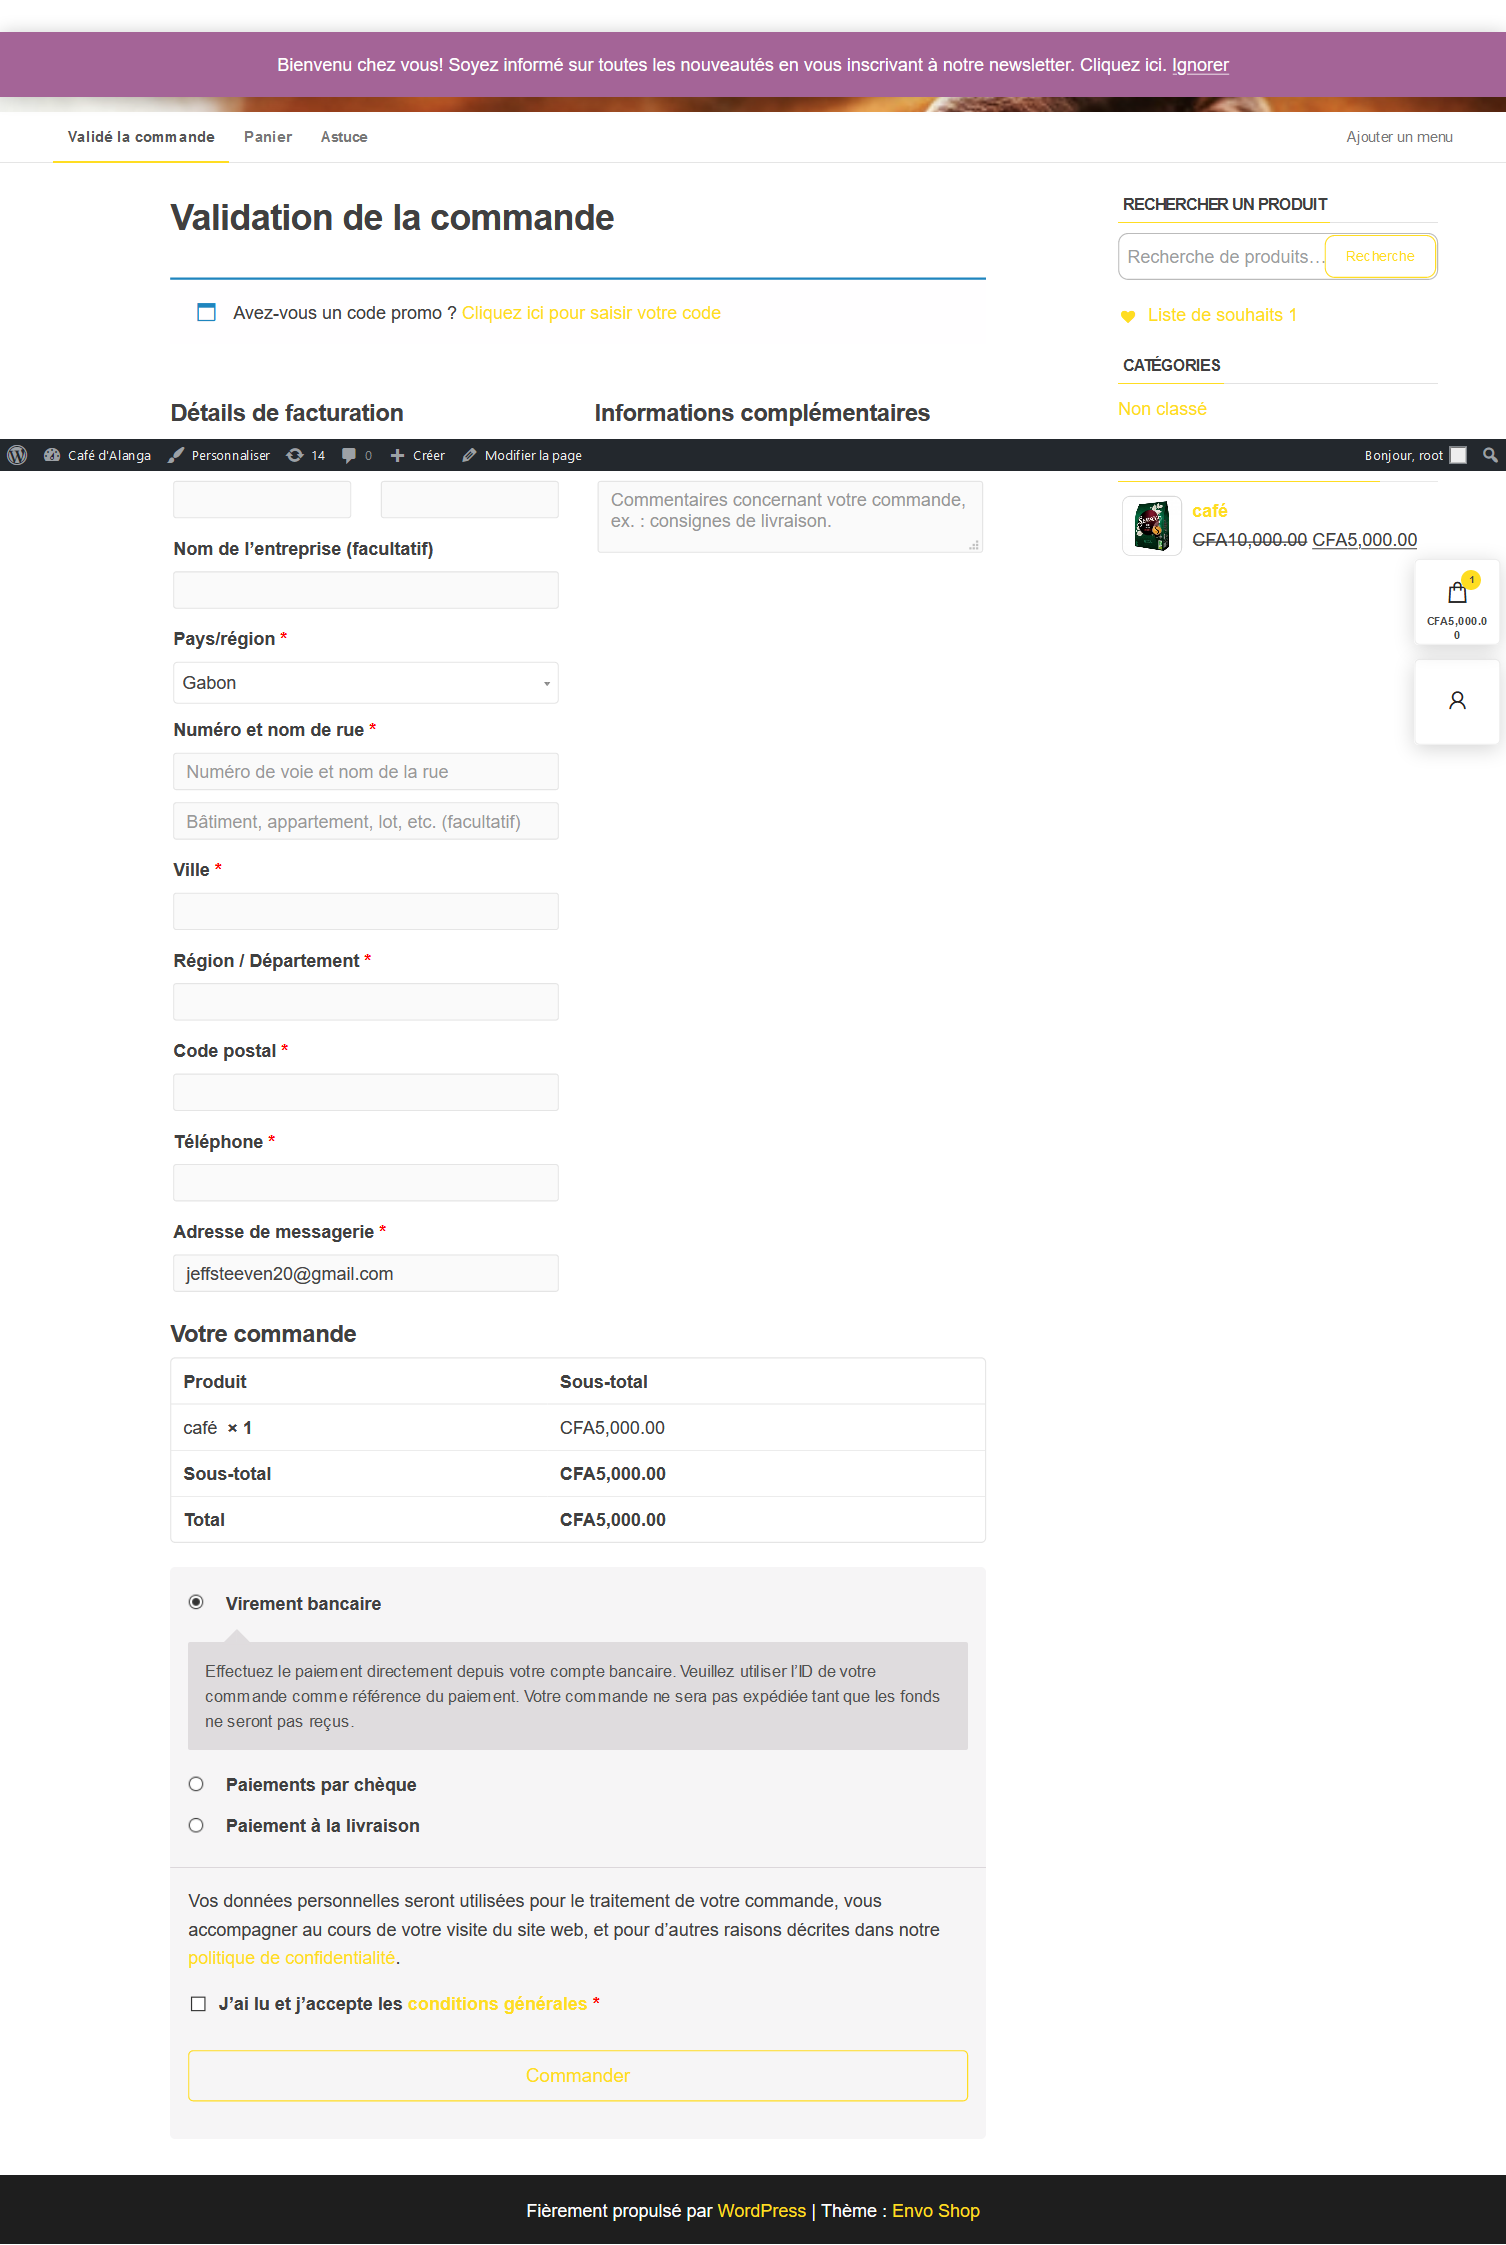 Bienvenu chez vous! Soyez informé sur toutes les nouveautés en vous inscrivant à notre newsletter. Cliquez ici. Ignorer
Validé la commande Panier Astuce Ajouter un menu
Validation de la commande
Avez-vous un code promo ? Cliquez ici pour saisir votre code
Détails de facturation
Informations complémentaires
RECHERCHER UN PRODUIT
Recherche de produits… Recherche
Liste de souhaits 1
CATÉGORIES
Non classé
Café d'Alanga Personnaliser 14 0 Créer Modifier la page Bonjour, root
Commentaires concernant votre commande,
ex. : consignes de livraison.
café
CFA10,000.00 CFA5,000.00
1
CFA5,000.0
0
Nom de l’entreprise (facultatif)
Pays/région *
Gabon
Numéro et nom de rue *
Numéro de voie et nom de la rue
Bâtiment, appartement, lot, etc. (facultatif)
Ville *
Région / Département *
Code postal *
Téléphone *
Adresse de messagerie *
jeffsteeven20@gmail.com
Votre commande
Produit Sous-total
café × 1 CFA5,000.00
Sous-total CFA5,000.00
Total CFA5,000.00
Virement bancaire
Effectuez le paiement directement depuis votre compte bancaire. Veuillez utiliser l’ID de votre
commande comme référence du paiement. Votre commande ne sera pas expédiée tant que les fonds
ne seront pas reçus.
Paiements par chèque
Paiement à la livraison
Vos données personnelles seront utilisées pour le traitement de votre commande, vous
accompagner au cours de votre visite du site web, et pour d’autres raisons décrites dans notre
politique de confidentialité.
J’ai lu et j’accepte les conditions générales *
Commander
Fièrement propulsé par WordPress | Thème : Envo Shop